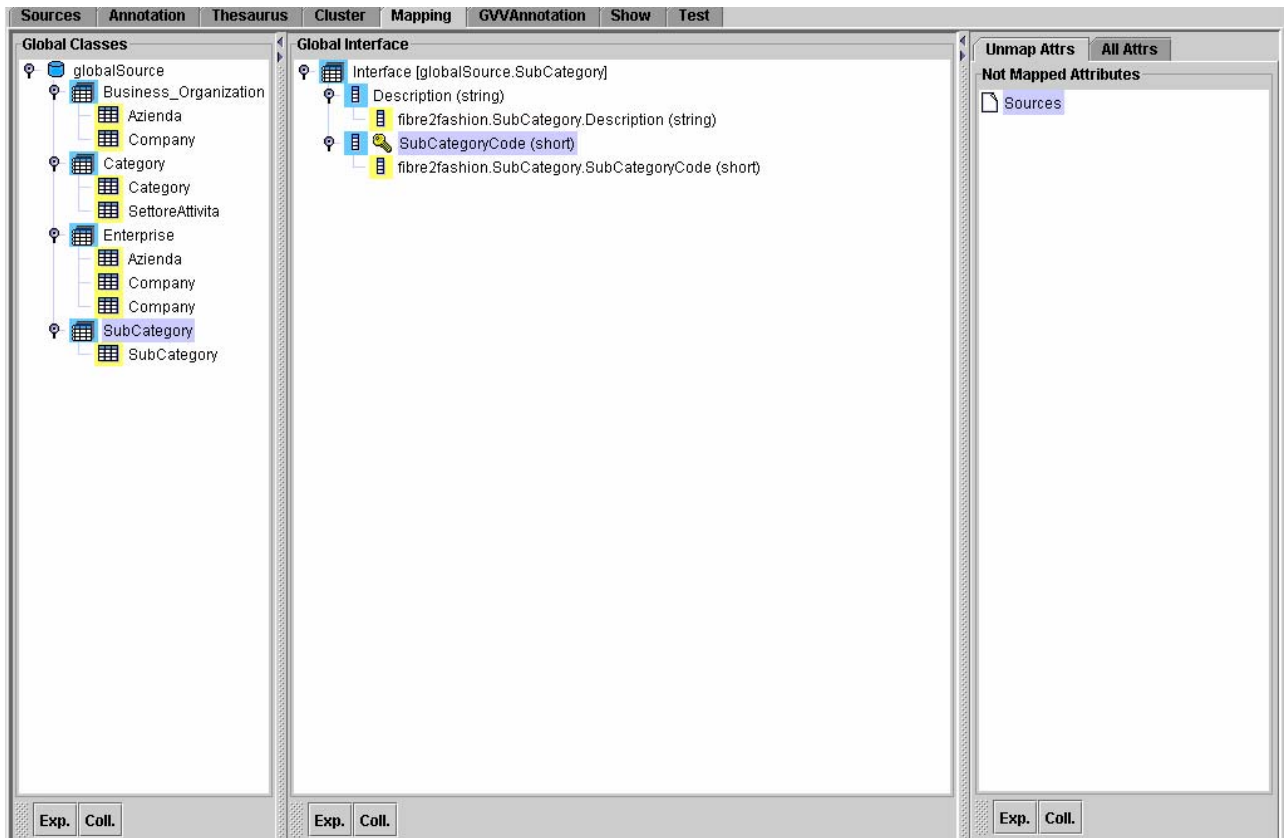 Sources Annotation Thesaurus Cluster Mapping GVVAnnotation Show Test
Global Classes
globalSource
Business_Organization
Azienda
Company
Category
Category
SettoreAttivita
Enterprise
Azienda
Company
Company
SubCategory
SubCategory
Exp. Coll.
Global Interface
Interface [globalSource.SubCategory]
Description (string)
fibre2fashion.SubCategory.Description (string)
SubCategoryCode (short)
fibre2fashion.SubCategory.SubCategoryCode (short)
Exp. Coll.
Unmap Attrs All Attrs
Not Mapped Attributes
Sources
Exp. Coll.